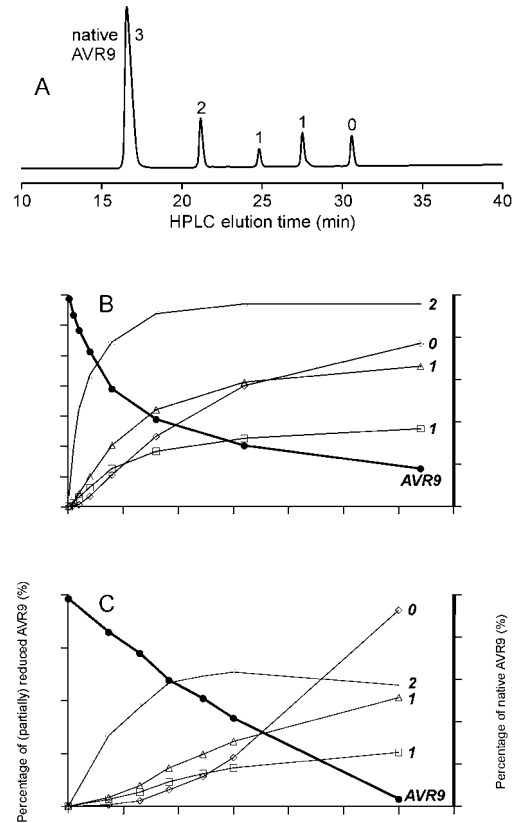 native
AVR9
3
A
2
1
1
0
10 15 20 25 30 35 40
HPLC elution time (min)
B
2
0
1
1
AVR9
C
0
2
1
1
AVR9
Percentage of (partially) reduced AVR9 (%)
Percentage of native AVR9 (%)